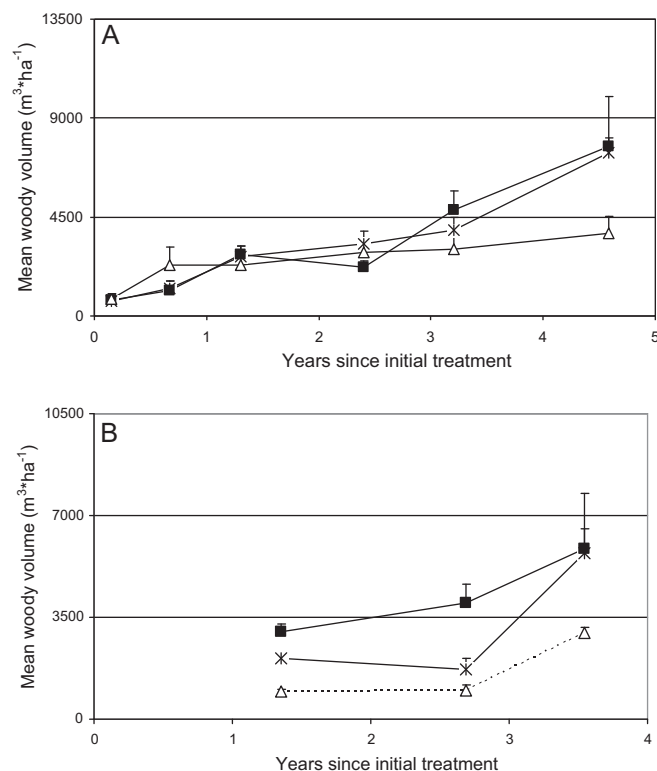 A
13500
9000
4500
0
Mean woody volume (m³*ha⁻¹)
0 1 2 3 4 5
Years since initial treatment
B
10500
7000
3500
0
Mean woody volume (m³*ha⁻¹)
0 1 2 3 4
Years since initial treatment